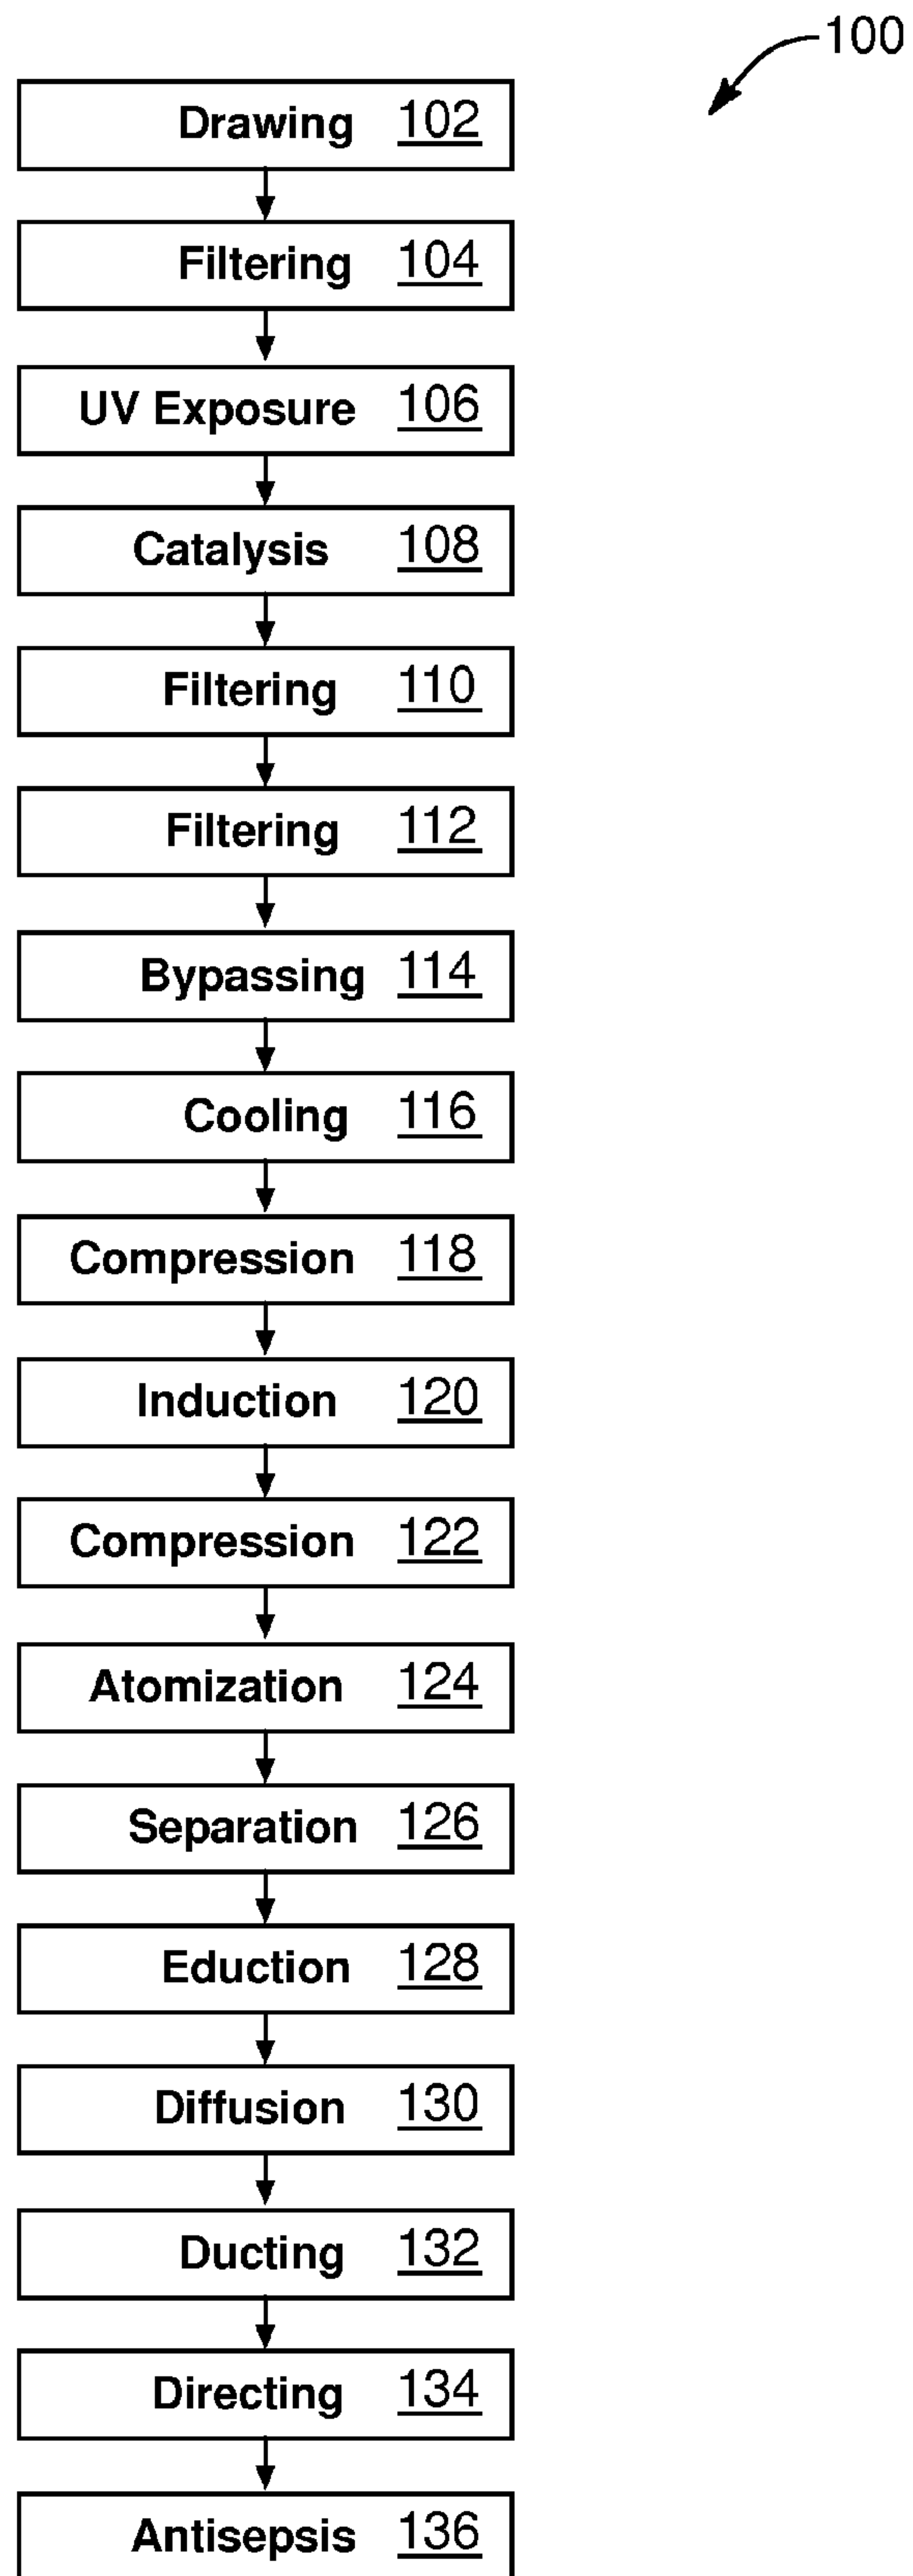 100
Drawing 102
Filtering 104
UV Exposure 106
Catalysis 108
Filtering 110
Filtering 112
Bypassing 114
Cooling 116
Compression 118
Induction 120
Compression 122
Atomization 124
Separation 126
Eduction 128
Diffusion 130
Ducting 132
Directing 134
Antisepsis 136